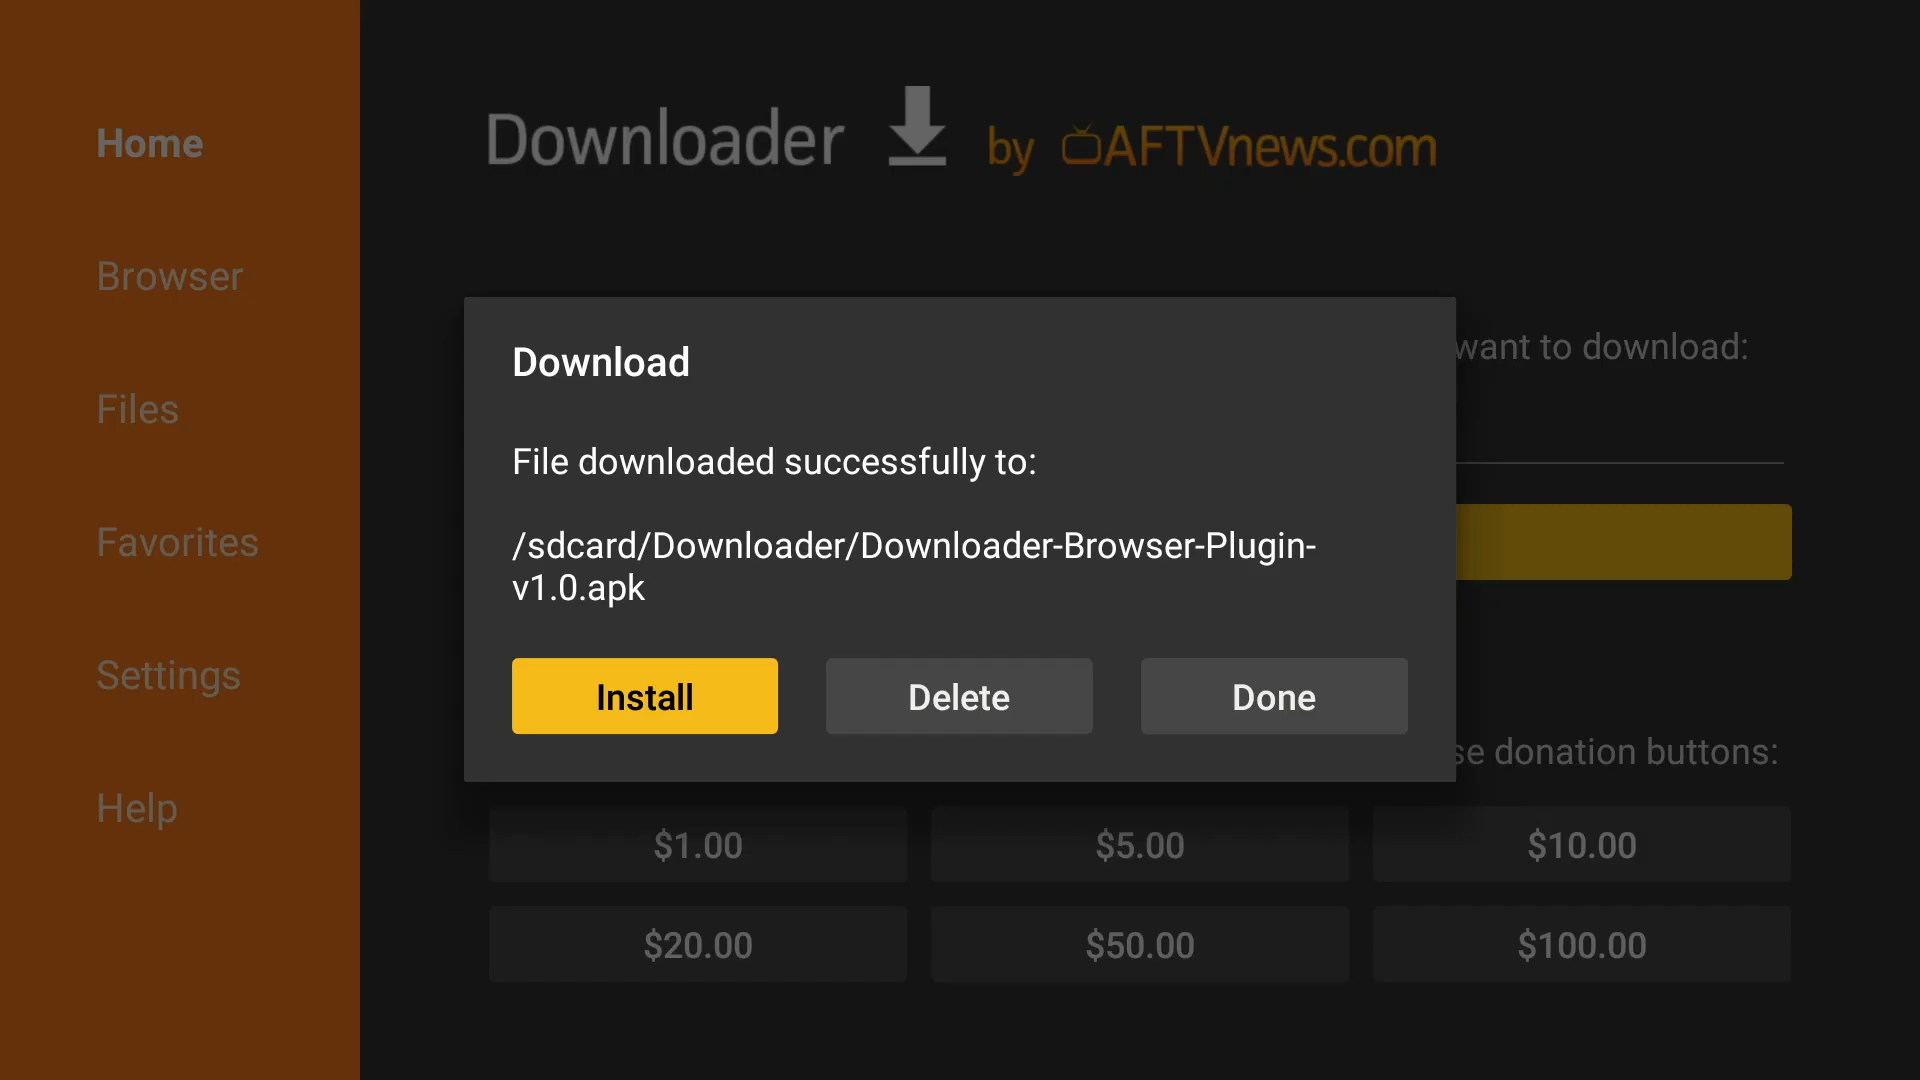 Home
Browser
Files
Favorites
Settings
Help
Downloader by AFTVnews.com
want to download:
Download
File downloaded successfully to:
/sdcard/Downloader/Downloader-Browser-Plugin-
v1.0.apk
Install Delete Done
se donation buttons:
$1.00 $5.00 $10.00
$20.00 $50.00 $100.00